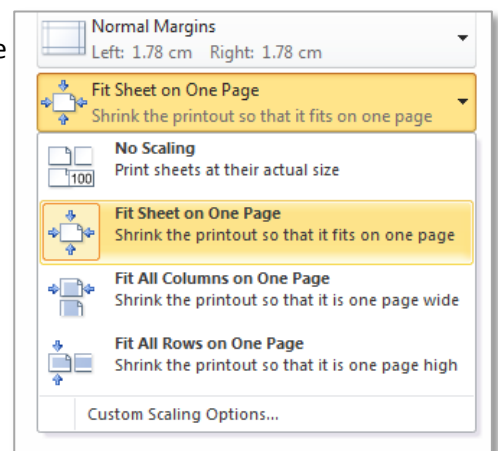 Normal Margins
e
Left: 1.78 cm Right: 1.78 cm
Fit Sheet on One Page
Shrink the printout so that it fits on one page
No Scaling
100
Print sheets at their actual size
Fit Sheet on One Page
Shrink the printout so that it fits on one page
Fit All Columns on One Page
Shrink the printout so that it is one page wide
Fit All Rows on One Page
Shrink the printout so that it is one page high
Custom Scaling Options...